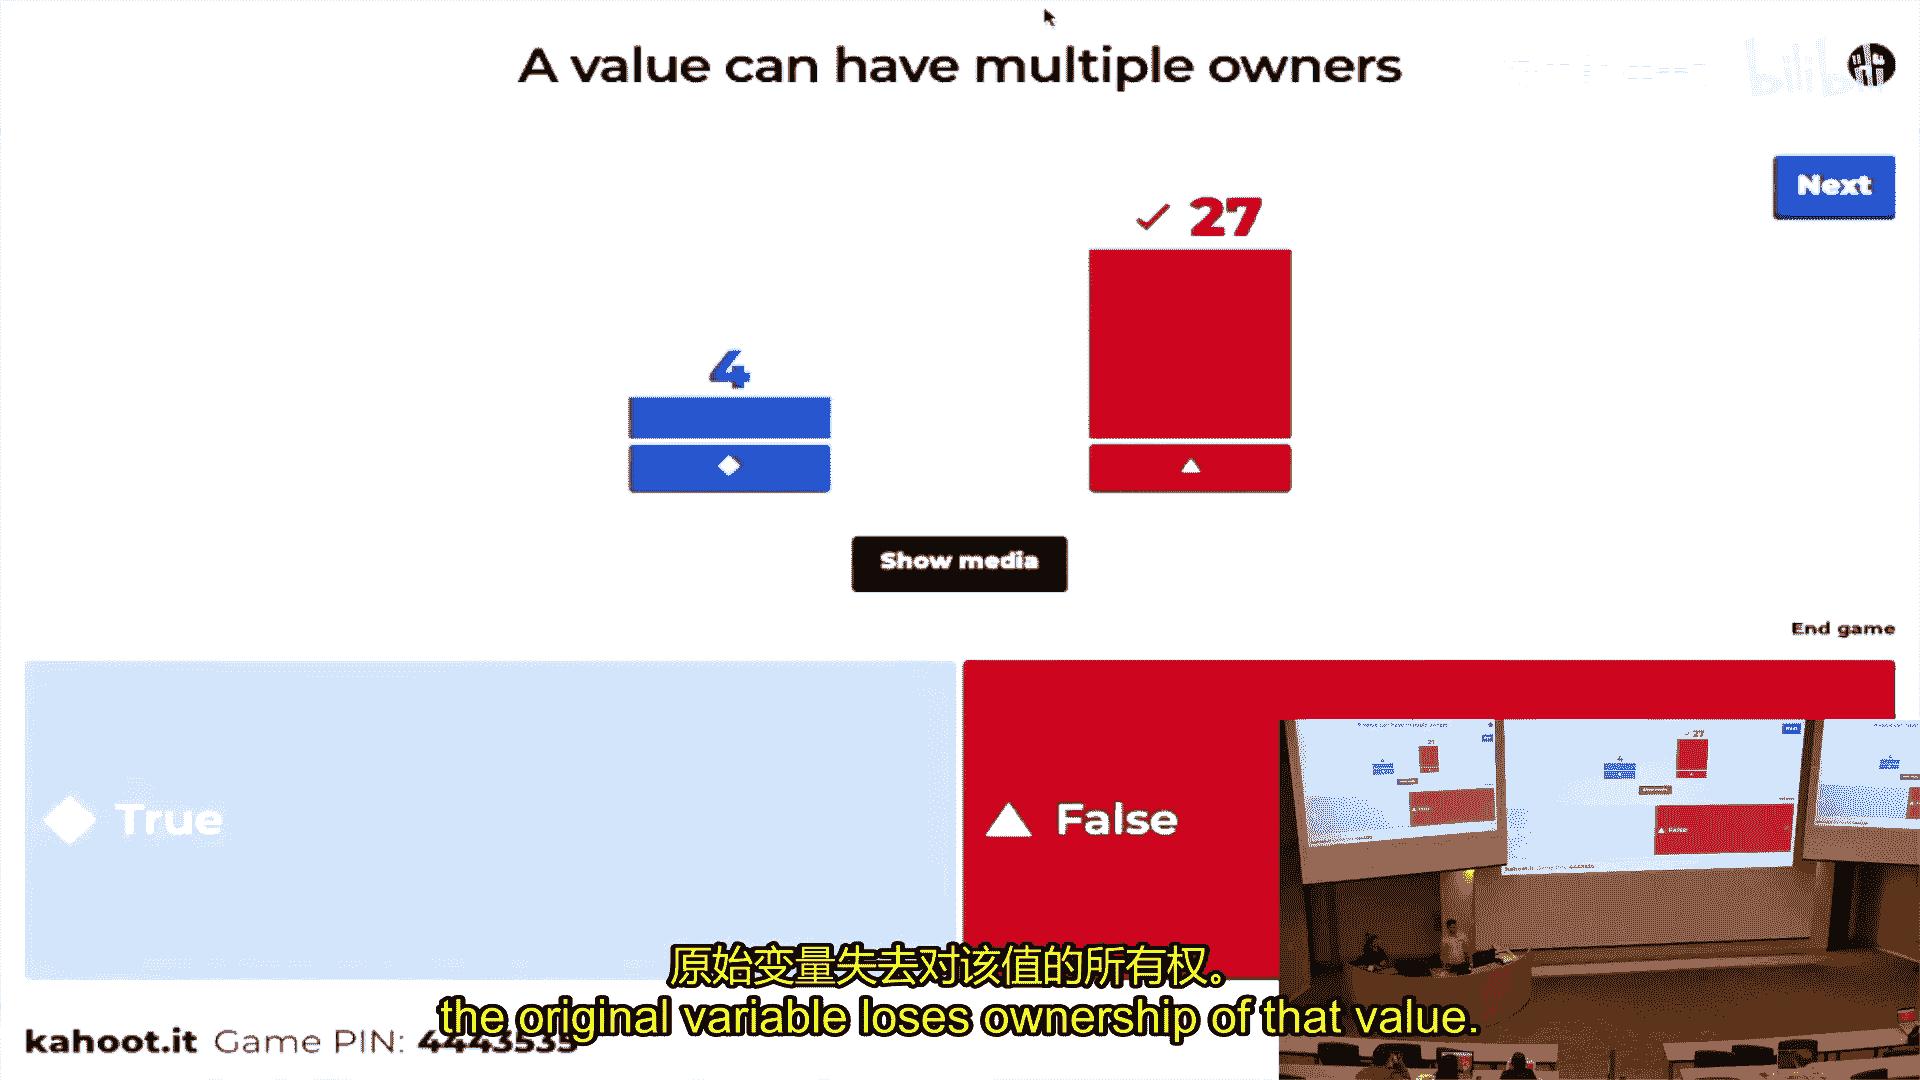 A value can have multiple owners
bilibili
Next
27
4
Show media
End game
True
False
原始变量失去对该值的所有权。
the original variable loses ownership of that value.
kahoot.it Game PIN: 4443535